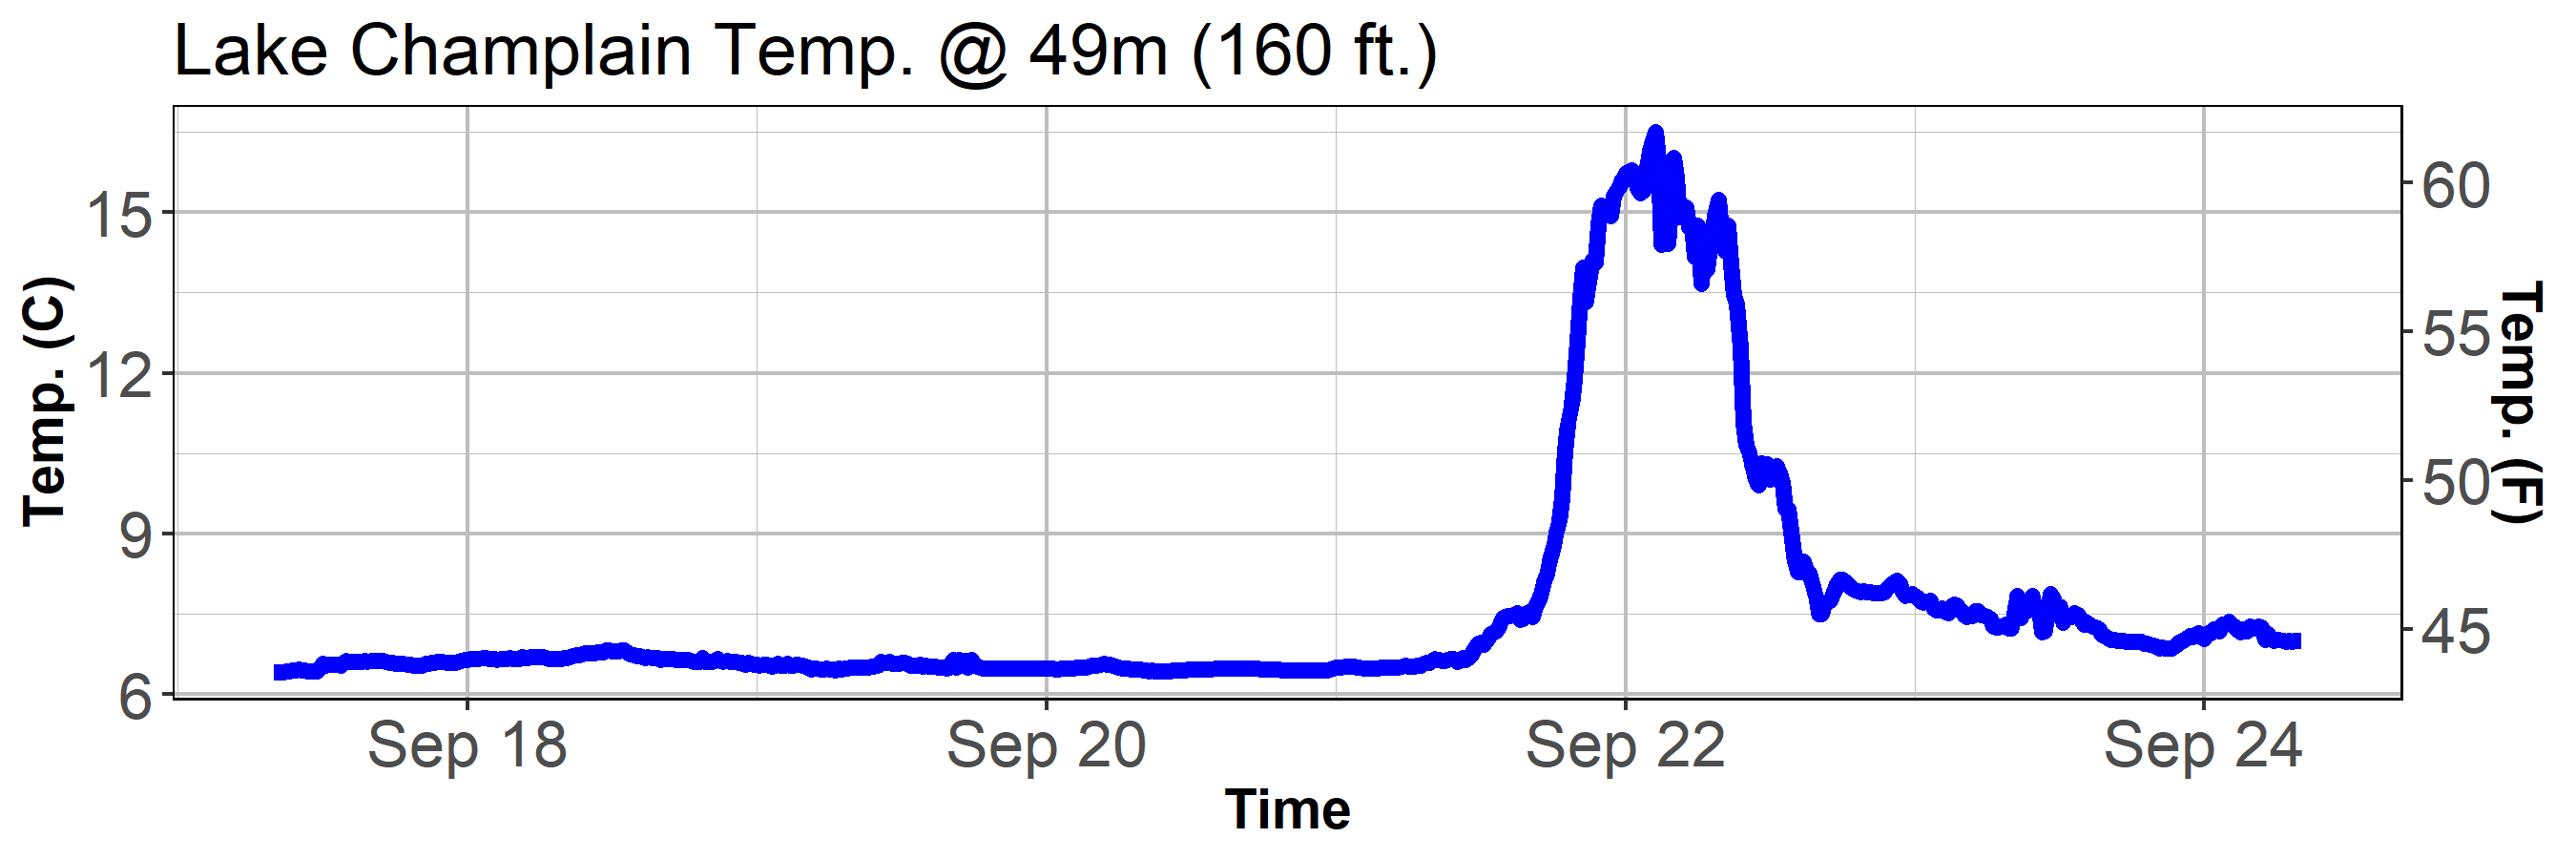 Lake Champlain Temp. @ 49m (160 ft.)
Temp. (C)
15
12
9
6
60
55
50
45
Temp. (F)
Sep 18
Sep 20
Sep 22
Sep 24
Time